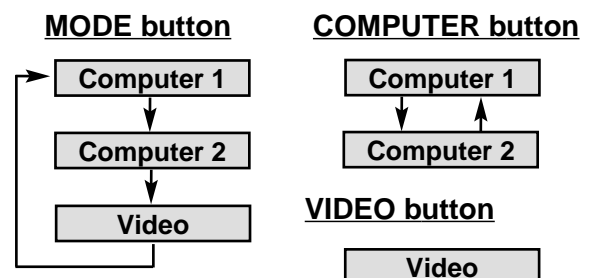 MODE button
Computer 1
Computer 2
Video
COMPUTER button
Computer 1
Computer 2
VIDEO button
Video